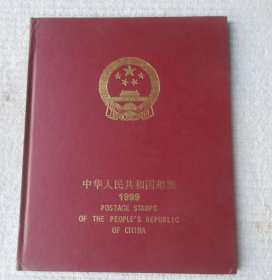 中华人民共和国邮票
1999
POSTAGE STAMPS
OF THE PEOPLE'S REPUBLIC
OF CHINA